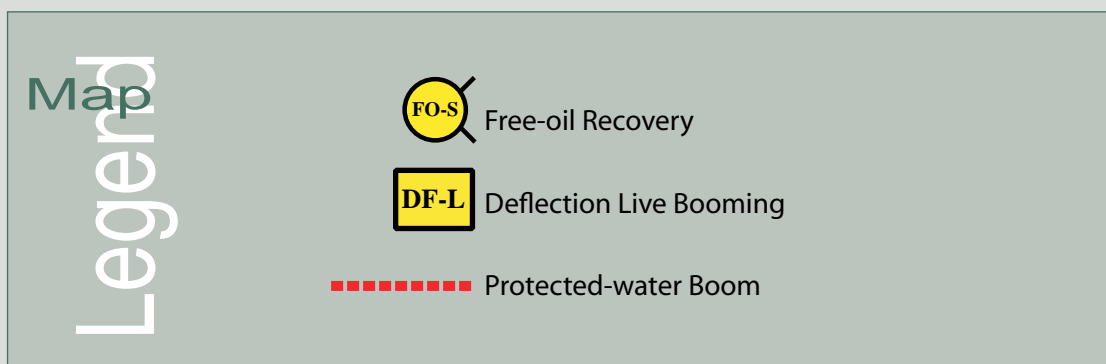 Map
Legend
FO-S Free-oil Recovery
DF-L Deflection Live Booming
Protected-water Boom